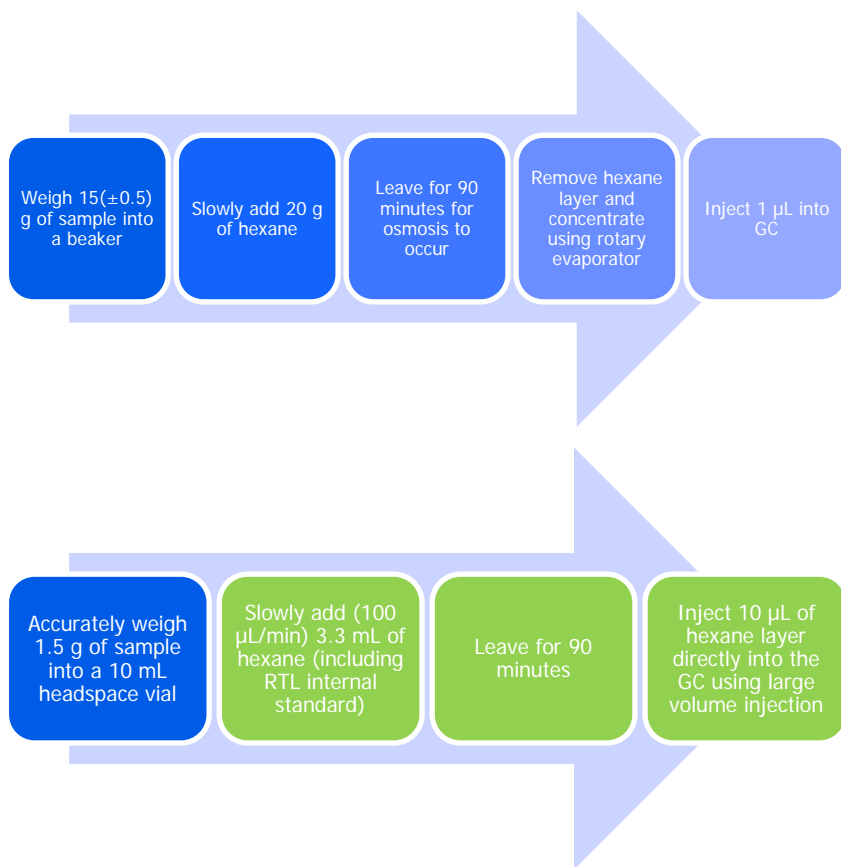 Weigh 15(±0.5)
g of sample into
a beaker
Slowly add 20 g
of hexane
Leave for 90
minutes for
osmosis to
occur
Remove hexane
layer and
concentrate
using rotary
evaporator
Inject 1 µL into
GC
Accurately weigh
1.5 g of sample
into a 10 mL
headspace vial
Slowly add (100
µL/min) 3.3 mL of
hexane (including
RTL internal
standard)
Leave for 90
minutes
Inject 10 µL of
hexane layer
directly into the
GC using large
volume injection